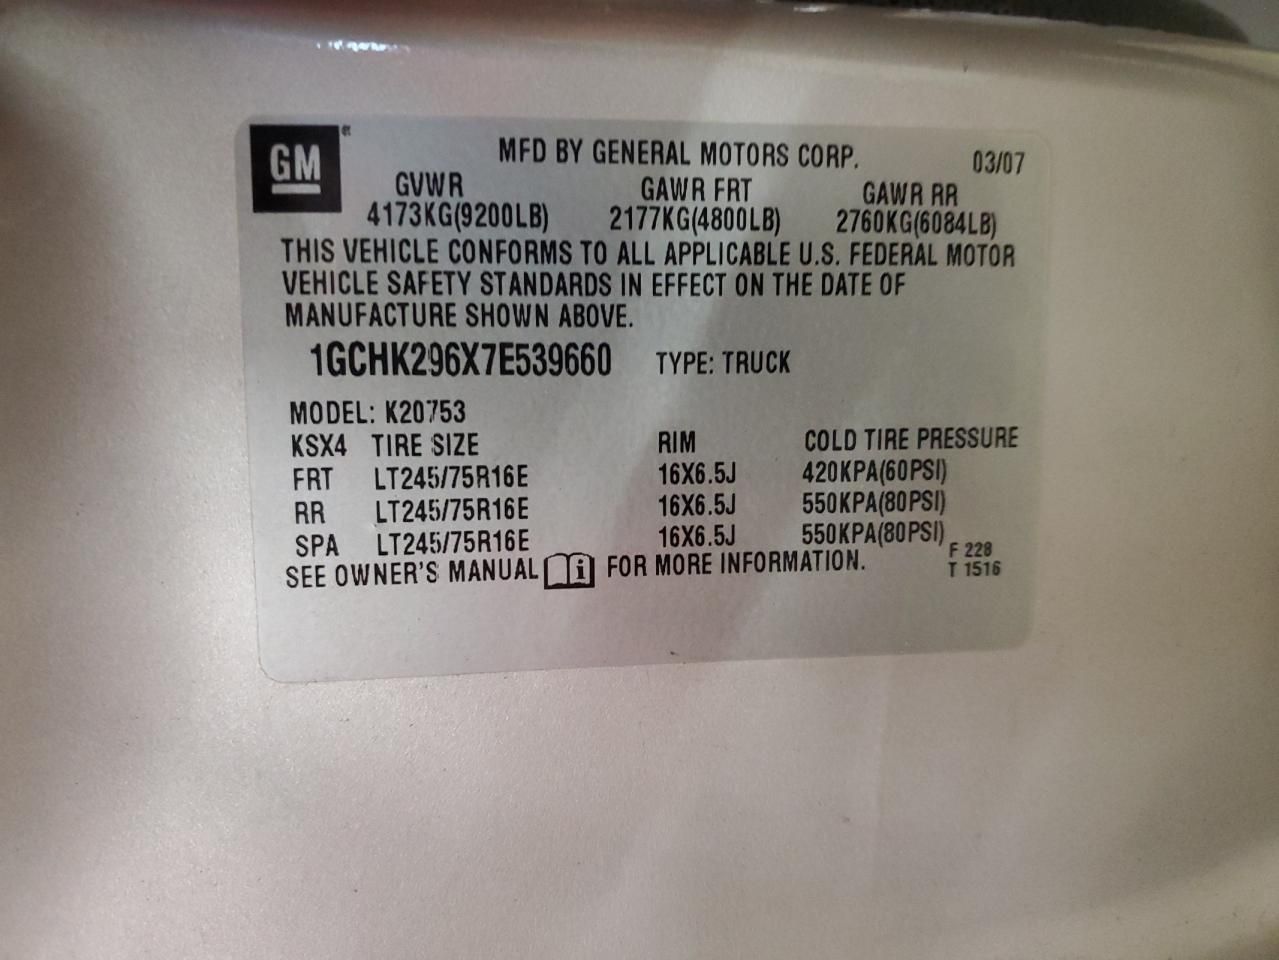 GM MFD BY GENERAL MOTORS CORP. 03/07
GVWR GAWR FRT GAWR RR
4173KG(9200LB) 2177KG(4800LB) 2760KG(6084LB)
THIS VEHICLE CONFORMS TO ALL APPLICABLE U.S. FEDERAL MOTOR
VEHICLE SAFETY STANDARDS IN EFFECT ON THE DATE OF
MANUFACTURE SHOWN ABOVE.
1GCHK296X7E539660 TYPE: TRUCK
MODEL: K20753
KSX4 TIRE SIZE RIM COLD TIRE PRESSURE
FRT LT245/75R16E 16X6.5J 420KPA(60PSI)
RR LT245/75R16E 16X6.5J 550KPA(80PSI)
SPA LT245/75R16E 16X6.5J 550KPA(80PSI)
SEE OWNER'S MANUAL i FOR MORE INFORMATION.
F 228
T 1516